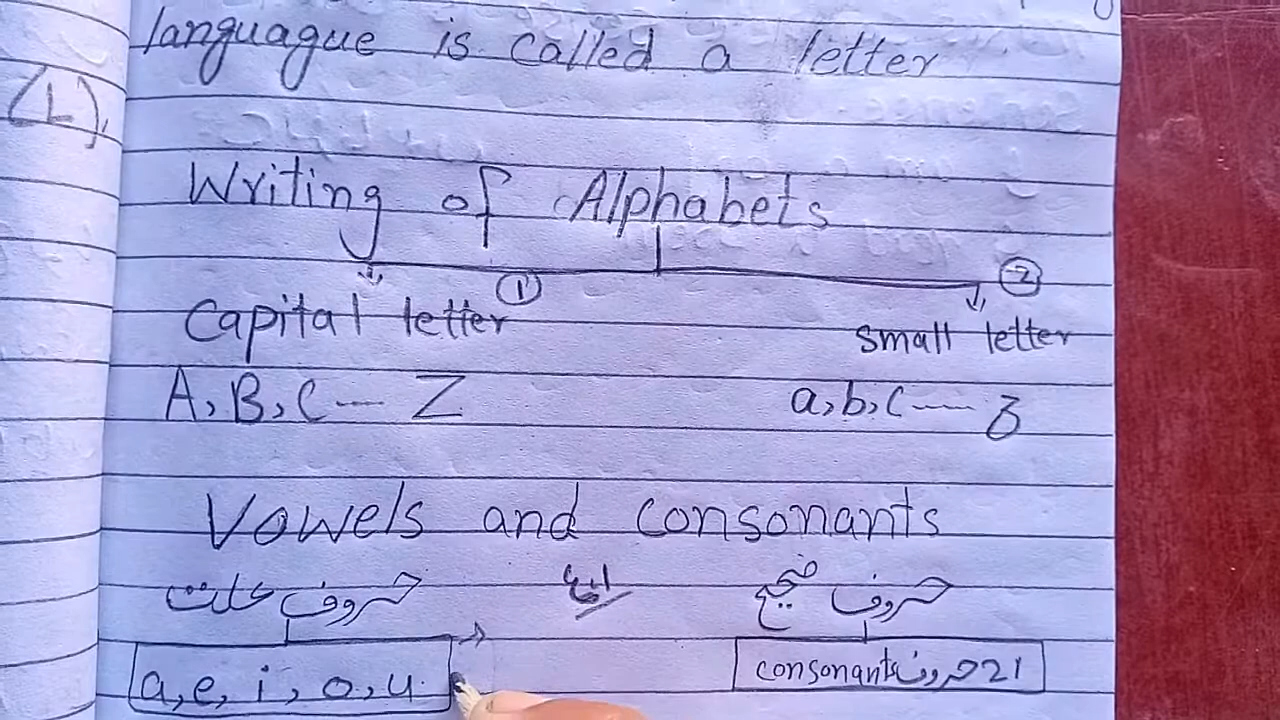 languague is called a letter
(L),
Writing of Alphabets
① ②
Capital letter small letter
A, B, C — Z a, b, c — z
Vowels and consonants
حروف علت اور حروف صحیح
a, e, i, o, u. consonants حروف 21